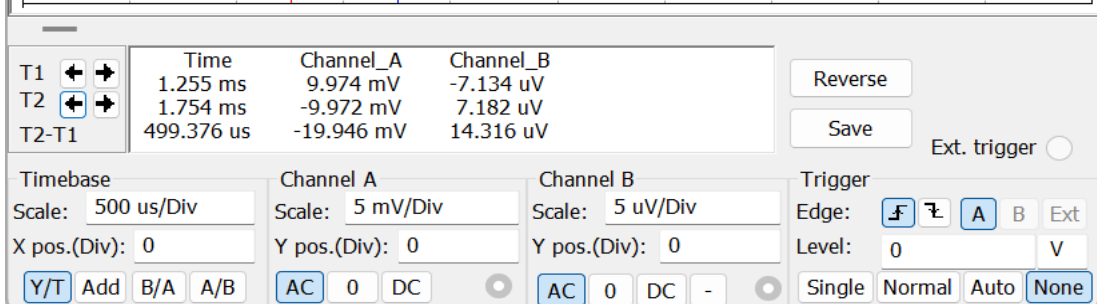 Time Channel_A Channel_B
T1 1.255 ms 9.974 mV -7.134 uV
T2 1.754 ms -9.972 mV 7.182 uV
T2-T1 499.376 us -19.946 mV 14.316 uV
Reverse
Save
Ext. trigger
Timebase
Scale: 500 us/Div
X pos.(Div): 0
Y/T Add B/A A/B
Channel A
Scale: 5 mV/Div
Y pos.(Div): 0
AC 0 DC
Channel B
Scale: 5 uV/Div
Y pos.(Div): 0
AC 0 DC -
Trigger
Edge: A B Ext
Level: 0 V
Single Normal Auto None